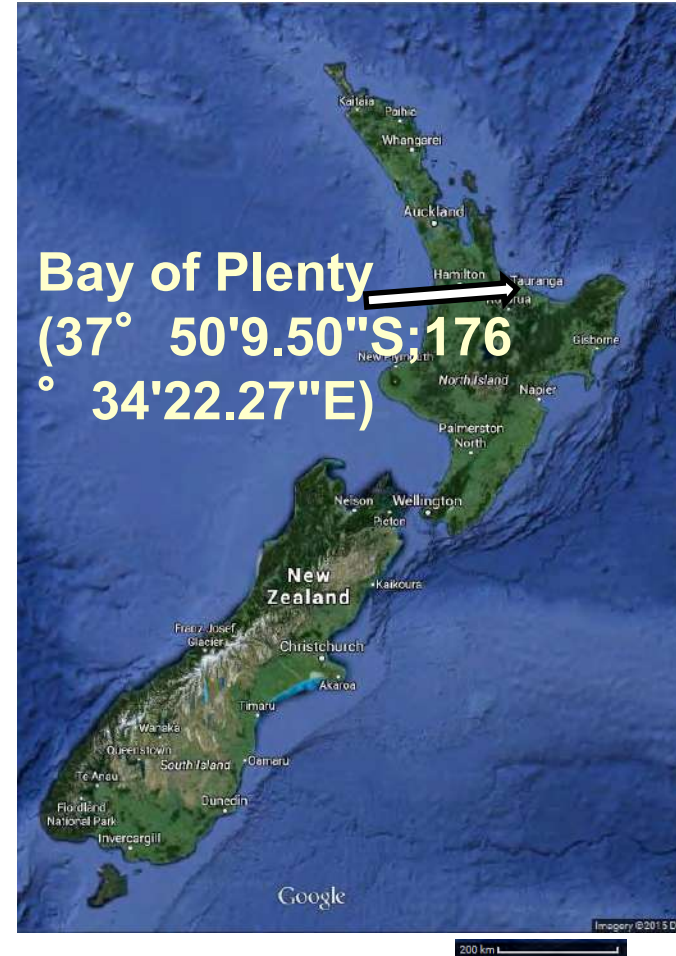 Kaitaia
Paihia
Whangarei
Auckland
Bay of Plenty
(37° 50'9.50"S;176
° 34'22.27"E)
Hamilton
Tauranga
Gisborne
North Island
Napier
Palmerston
North
Nelson
Wellington
Picton
New
Zealand
Kaikoura
Franz Josef
Glacier
Christchurch
Akaroa
Timaru
Wanaka
Queenstown
South Island
Oamaru
Te Anau
Fiordland
National Park
Dunedin
Invercargill
Google
Imagery ©2015
200 km